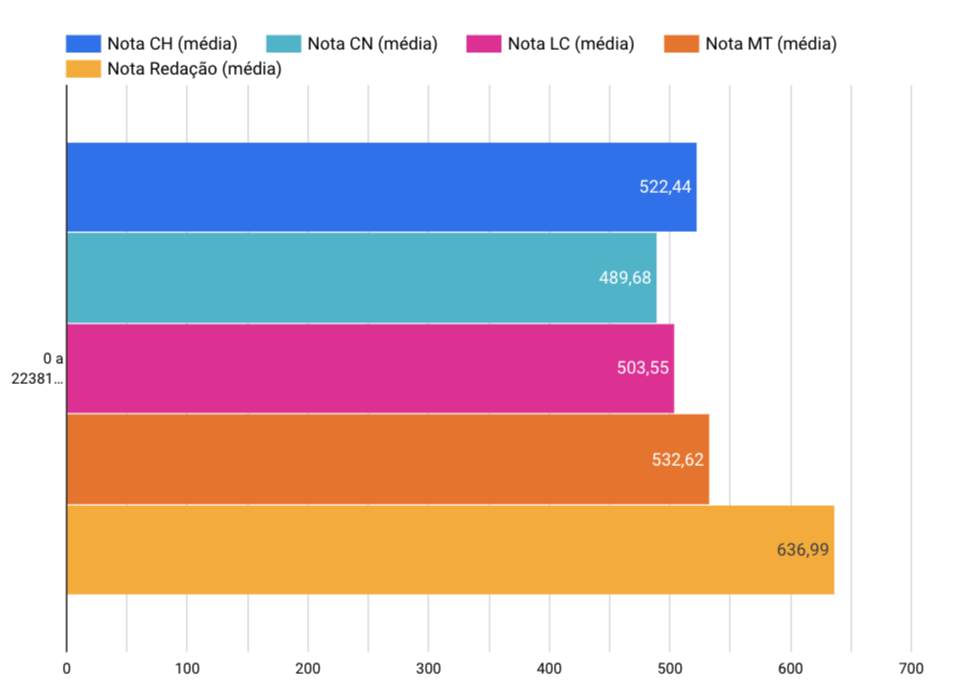 Nota CH (média) Nota CN (média) Nota LC (média) Nota MT (média)
Nota Redação (média)
522,44
489,68
0 a
22381...
503,55
532,62
636,99
0 100 200 300 400 500 600 700